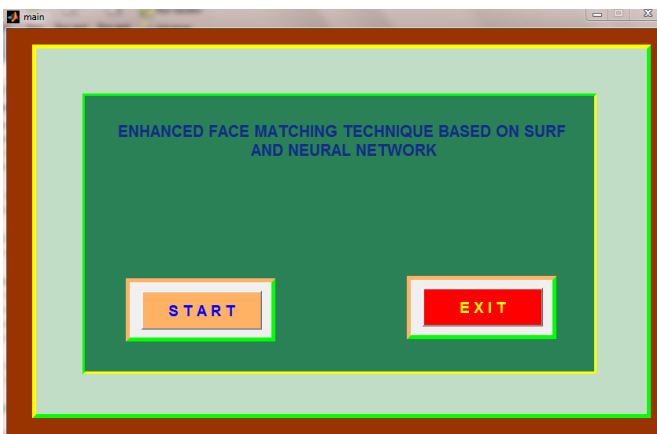 main
ENHANCED FACE MATCHING TECHNIQUE BASED ON SURF
AND NEURAL NETWORK
S T A R T
E X I T